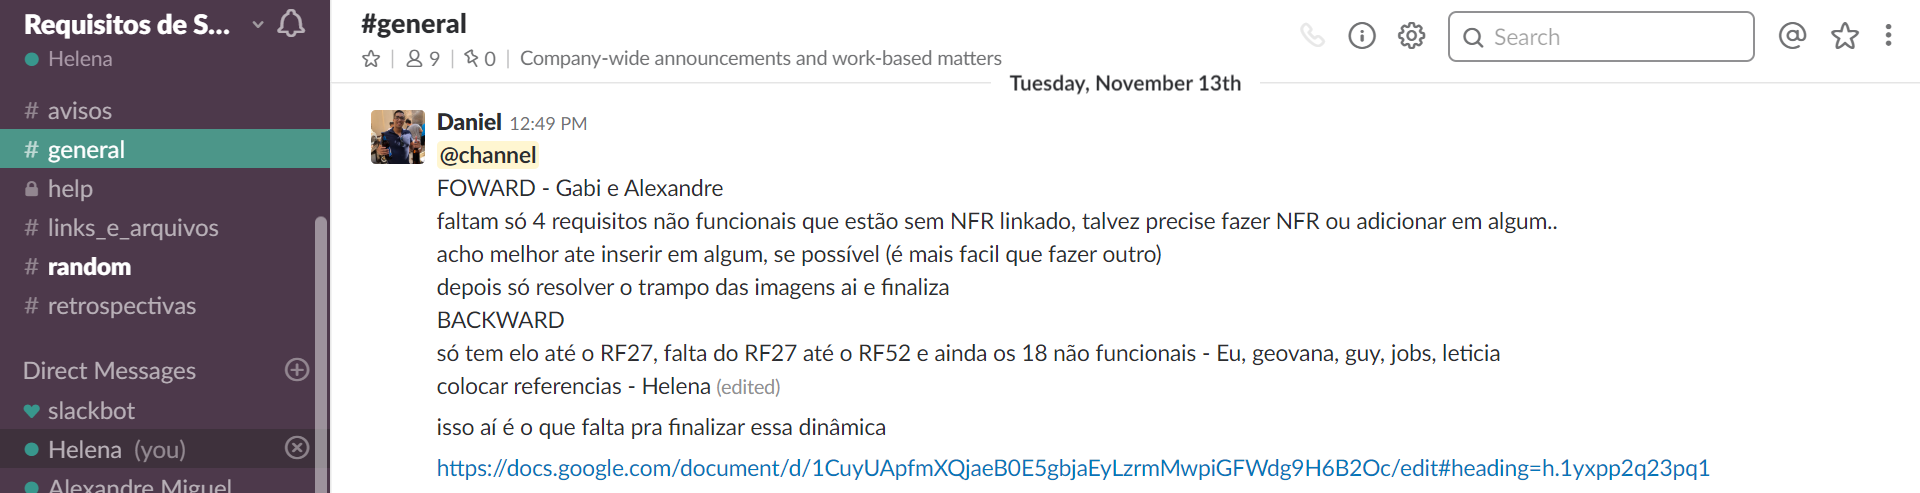 Requisitos de S...
Helena
# avisos
# general
help
# links_e_arquivos
# random
# retrospectivas
Direct Messages
slackbot
Helena (you)
Alexandre Miguel
#general
9
0
Company-wide announcements and work-based matters
Search
Tuesday, November 13th
Daniel 12:49 PM
@channel
FOWARD - Gabi e Alexandre
faltam só 4 requisitos não funcionais que estão sem NFR linkado, talvez precise fazer NFR ou adicionar em algum..
acho melhor ate inserir em algum, se possível (é mais facil que fazer outro)
depois só resolver o trampo das imagens ai e finaliza
BACKWARD
só tem elo até o RF27, falta do RF27 até o RF52 e ainda os 18 não funcionais - Eu, geovana, guy, jobs, leticia
colocar referencias - Helena (edited)
isso aí é o que falta pra finalizar essa dinâmica
https://docs.google.com/document/d/1CuyUApfmXQjaeB0E5gbjaEyLzrmMwpiGFWdg9H6B2Oc/edit#heading=h.1yxpp2q23pq1